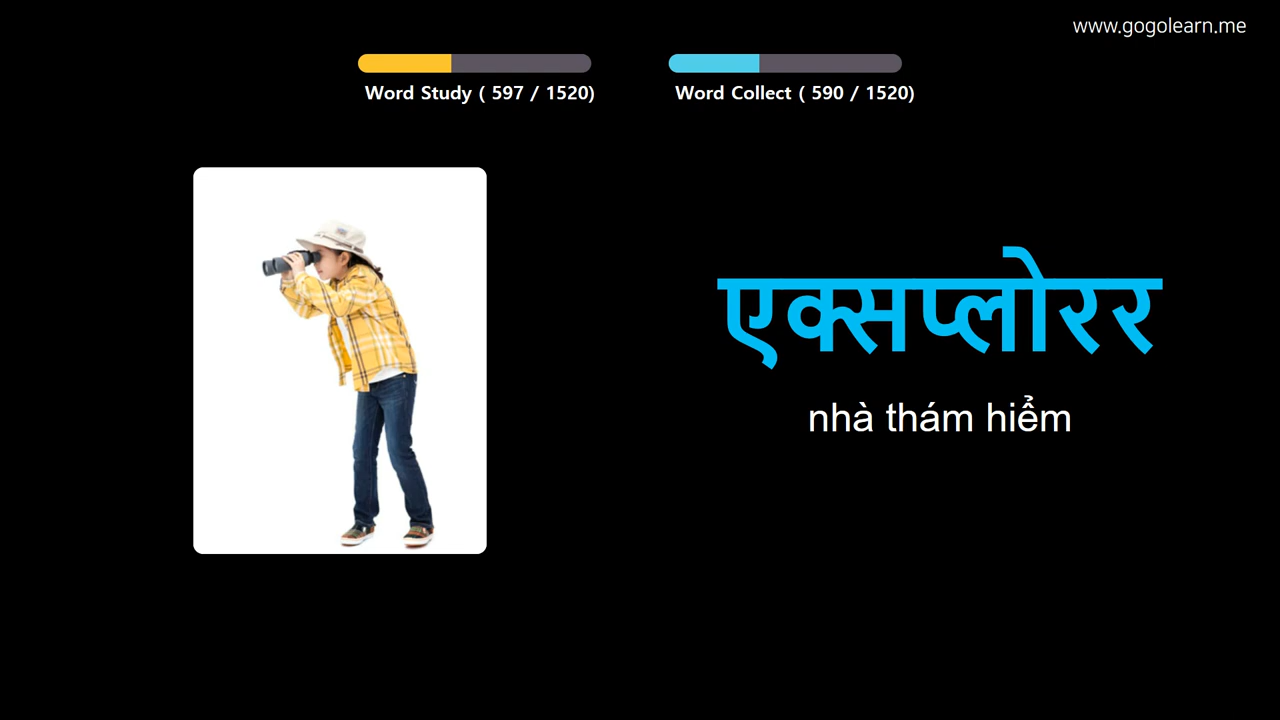 www.gogolearn.me
Word Study ( 597 / 1520)
Word Collect ( 590 / 1520)
एक्सप्लोरर
nhà thám hiểm